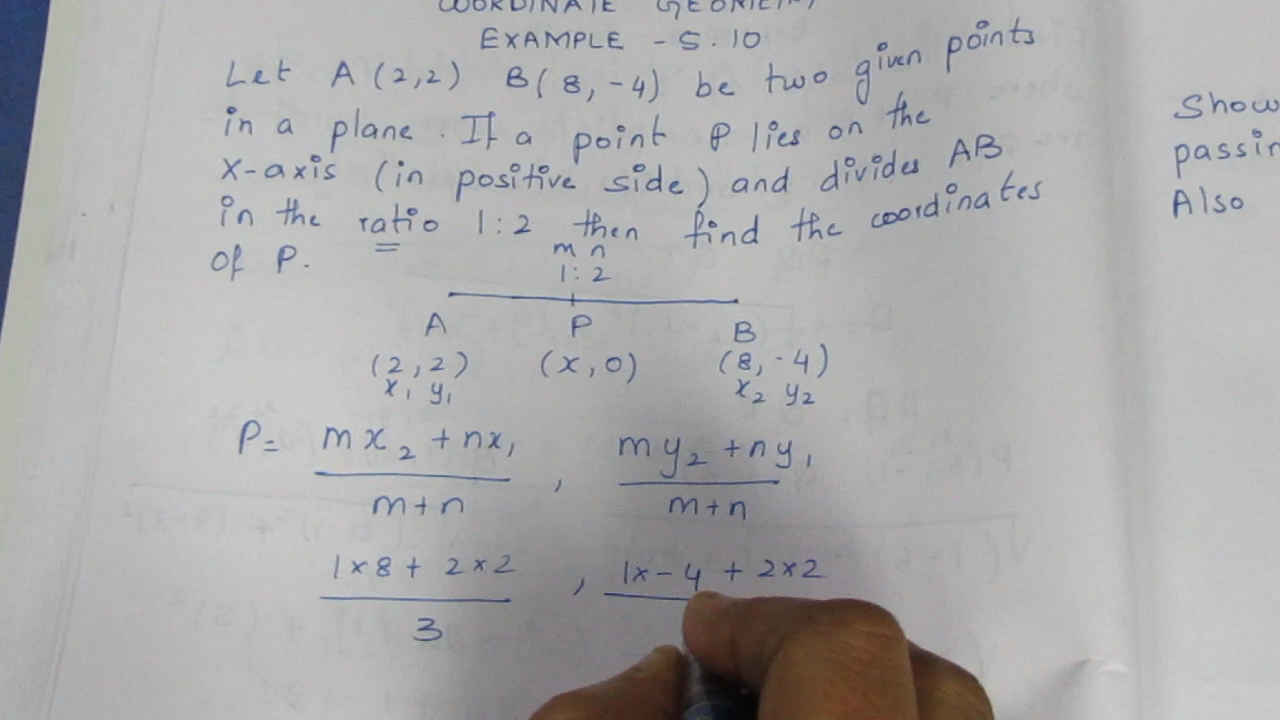 COORDINATE GEOMETRY
EXAMPLE - 5.10
Let A(2,2) B(8,-4) be two given points
in a plane. If a point P lies on the
X-axis (in positive side) and divides AB
in the ratio 1:2 then find the coordinates
of P.
m n
1:2
A P B
(2,2) (x,0) (8,-4)
x₁ y₁ x₂ y₂
P= mx₂ + nx₁ , my₂ + ny₁
m+n m+n
1×8 + 2×2 , 1×-4 + 2×2
3
Show
passin
Also